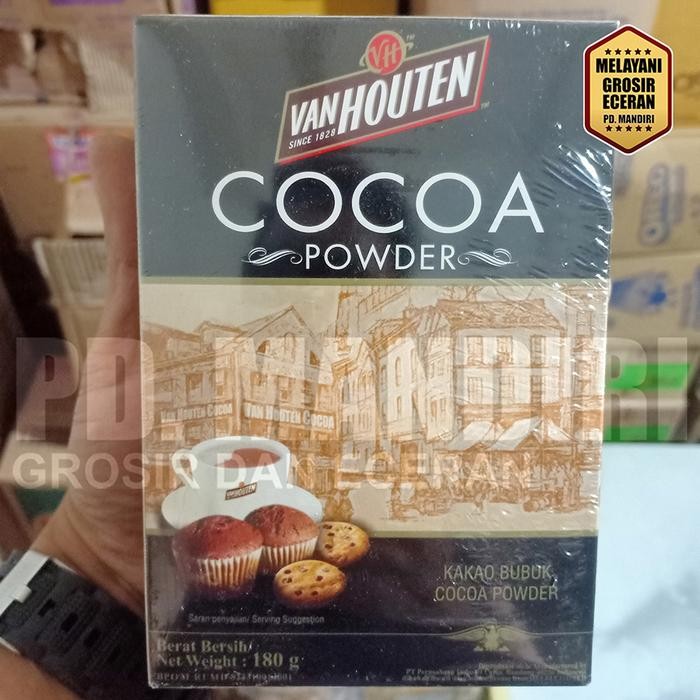 VH
VAN HOUTEN
SINCE 1828
COCOA
POWDER
MELAYANI
GROSIR
ECERAN
PD. MANDIRI
PD. MANDIRI
GROSIR DAN ECERAN
VAN HOUTEN COCOA
VAN HOUTEN COCOA
VAN HOUTEN
KAKAO BUBUK
COCOA POWDER
Saran penyajian/ Serving Suggestion
Berat Bersih/
Net Weight : 180 g